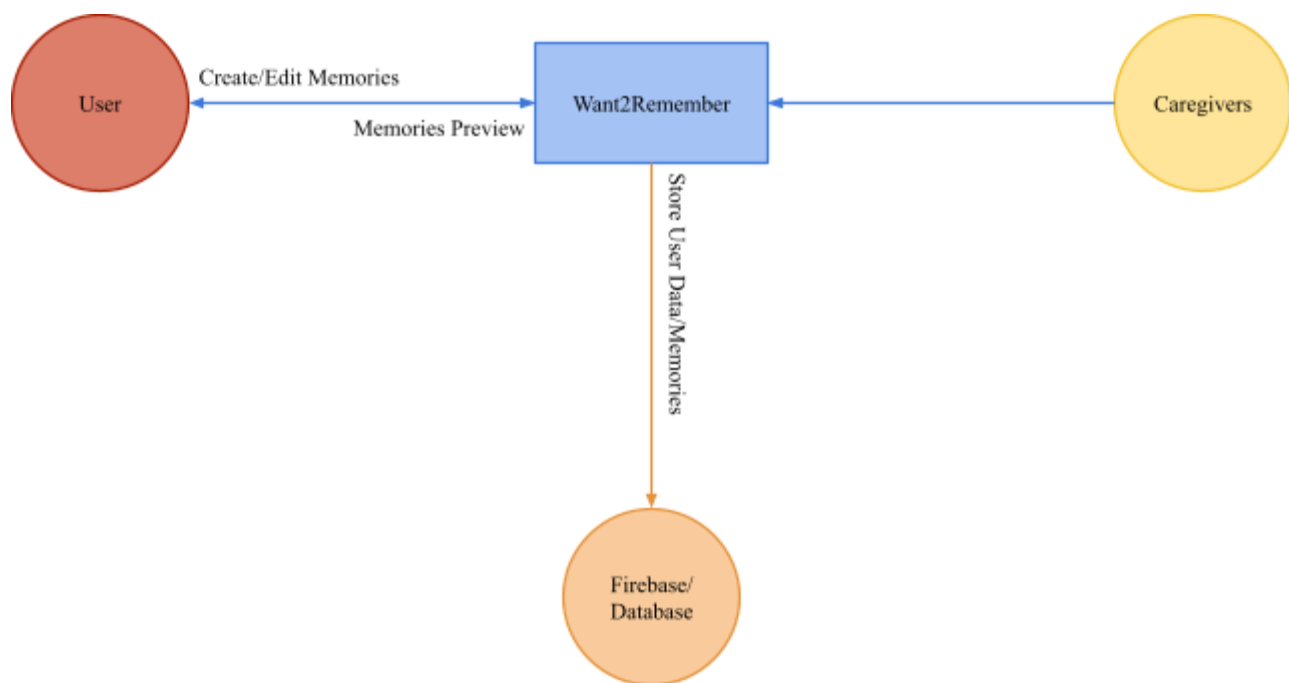 User
Create/Edit Memories
Memories Preview
Want2Remember
Caregivers
Store User Data/Memories
Firebase/
Database